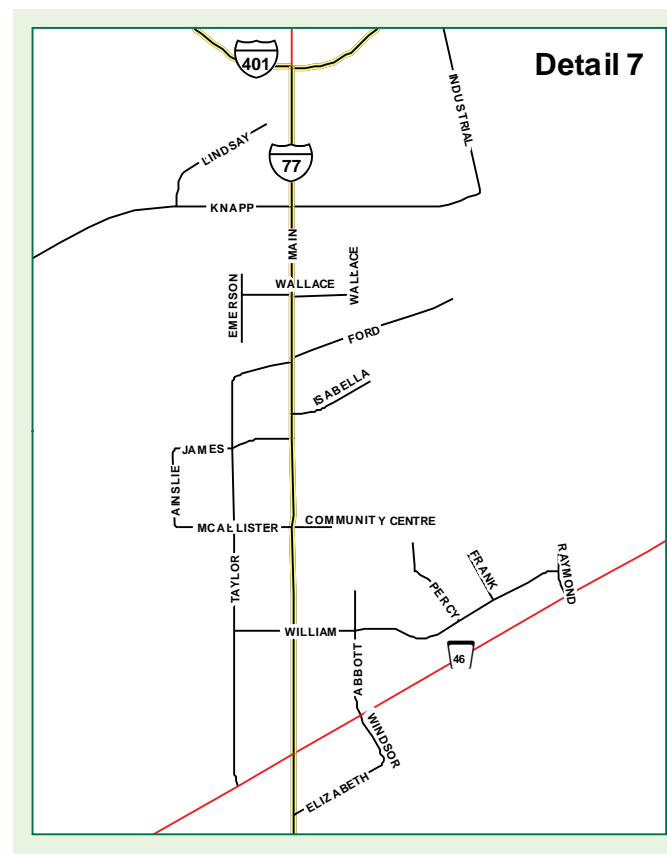 Detail 7
401
INDUSTRIAL
LINDSAY
77
KNAPP
MAIN
WALLACE
WALLACE
EMERSON
FORD
ISABELLA
JAMES
AINSLIE
MCALLISTER
COMMUNITY CENTRE
TAYLOR
PERCY
FRANK
RAYMOND
WILLIAM
46
ABBOTT
WINDSOR
ELIZABETH